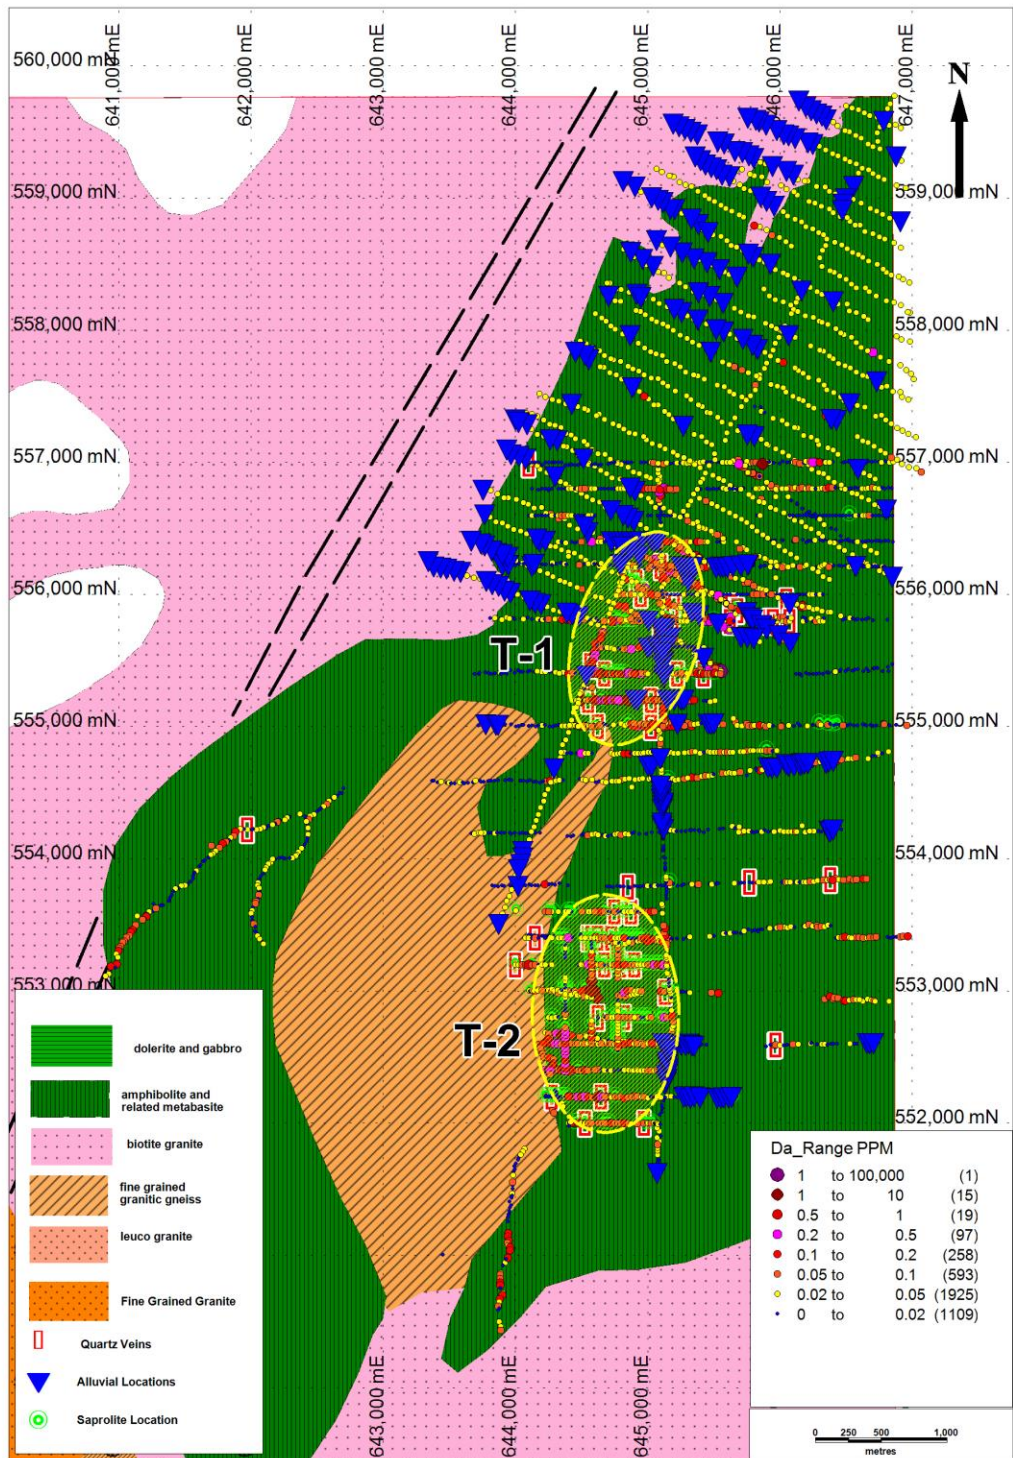 641,000 mE
642,000 mE
643,000 mE
644,000 mE
645,000 mE
646,000 mE
647,000 mE
560,000 mN
N
559,000 mN
559,000 mN
558,000 mN
558,000 mN
557,000 mN
557,000 mN
556,000 mN
556,000 mN
T-1
555,000 mN
555,000 mN
554,000 mN
554,000 mN
553,000 mN
553,000 mN
T-2
552,000 mN
dolerite and gabbro
amphibolite and
related metabasite
biotite granite
fine grained
granitic gneiss
leuco granite
Fine Grained Granite
Quartz Veins
Alluvial Locations
Saprolite Location
Da_Range PPM
1 to 100,000 (1)
1 to 10 (15)
0.5 to 1 (19)
0.2 to 0.5 (97)
0.1 to 0.2 (258)
0.05 to 0.1 (593)
0.02 to 0.05 (1925)
0 to 0.02 (1109)
643,000 mE
644,000 mE
645,000 mE
0 250 500 1,000
metres